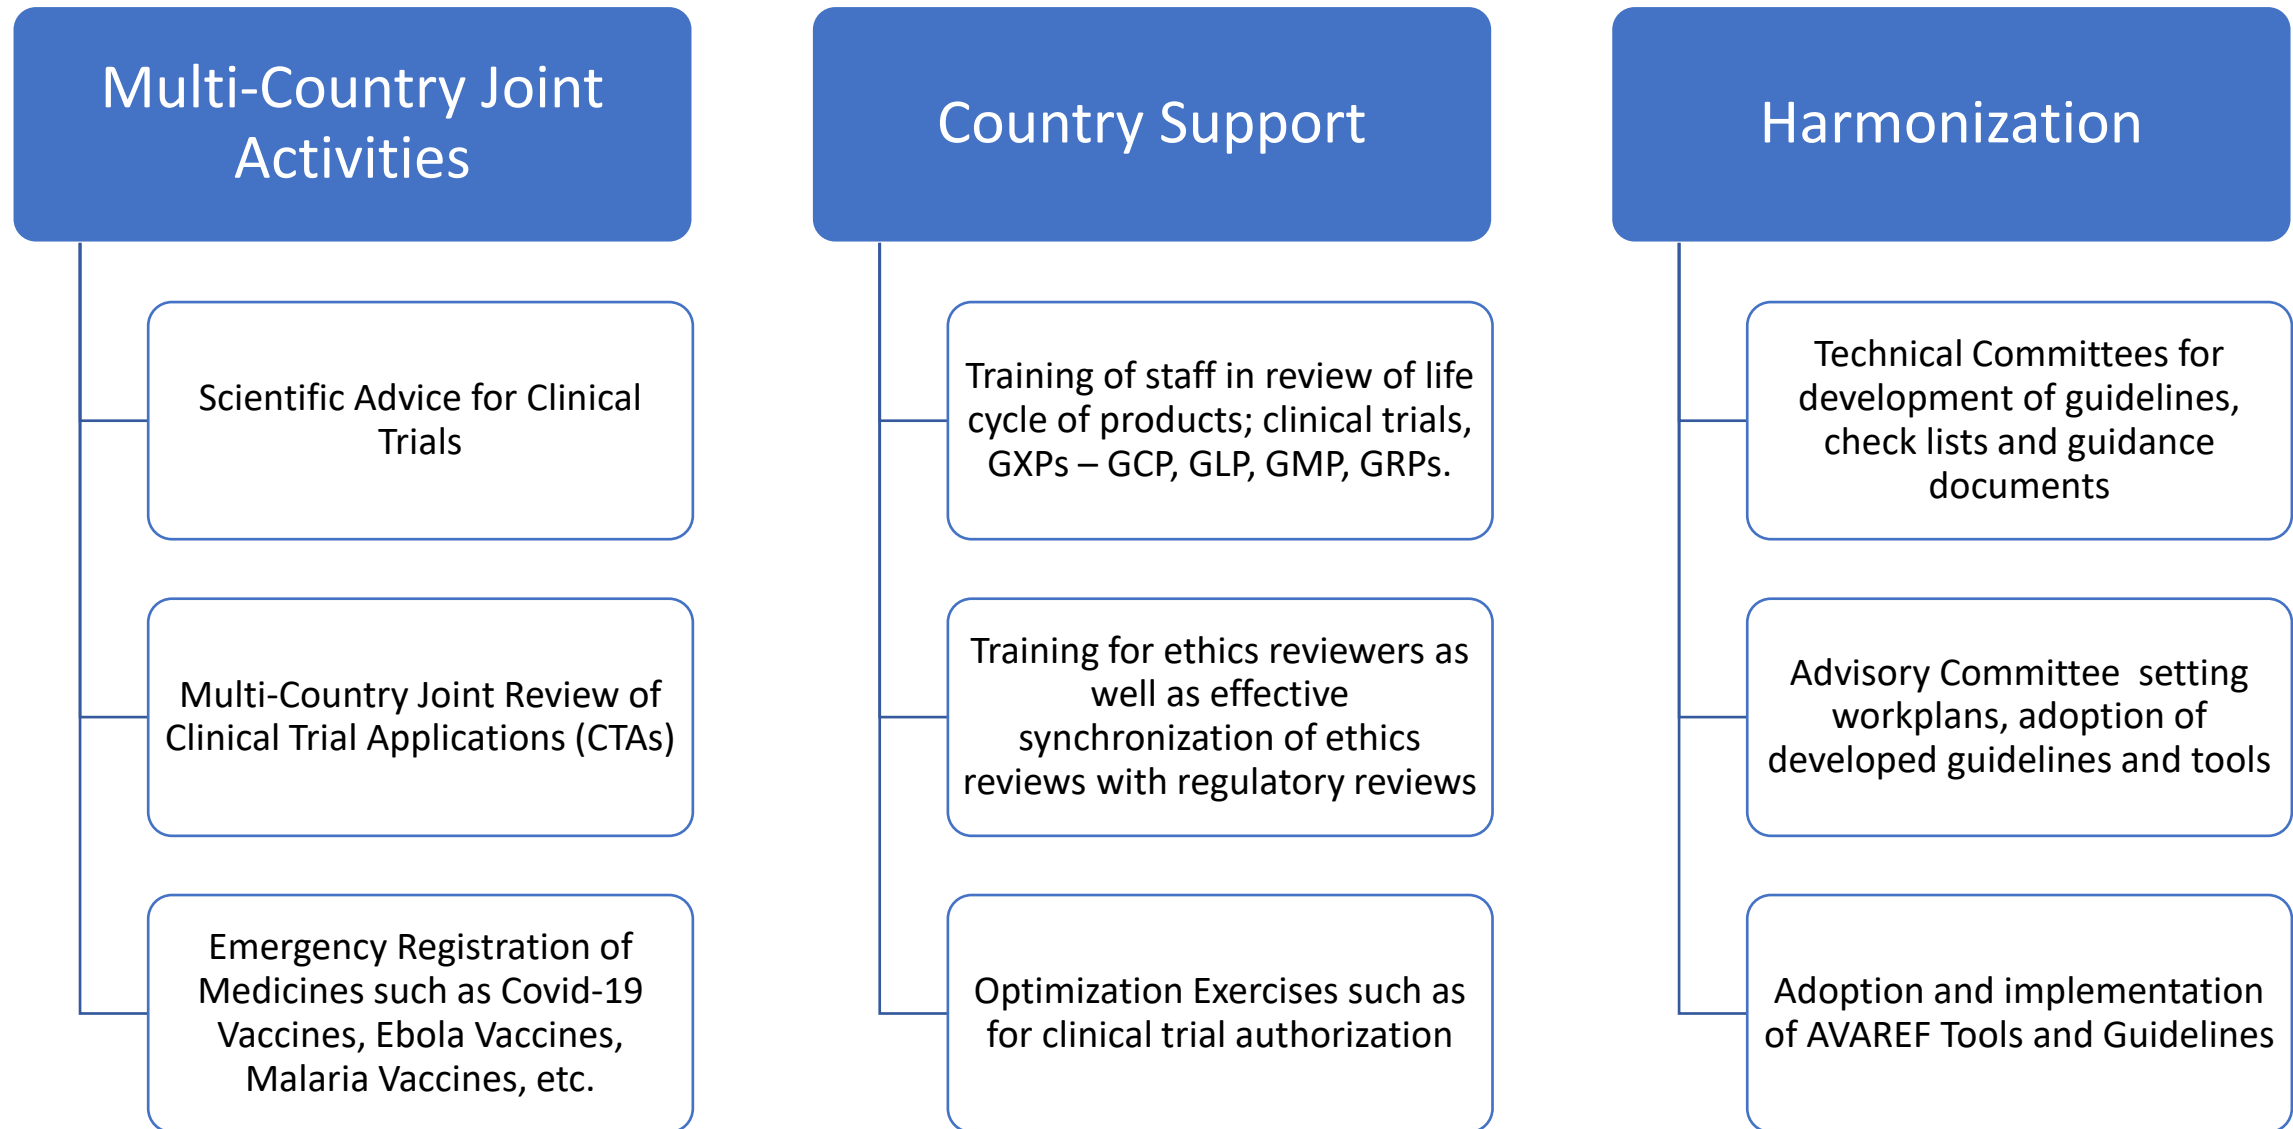 Multi-Country Joint
Activities
Scientific Advice for Clinical
Trials
Multi-Country Joint Review of
Clinical Trial Applications (CTAs)
Emergency Registration of
Medicines such as Covid-19
Vaccines, Ebola Vaccines,
Malaria Vaccines, etc.
Country Support
Training of staff in review of life
cycle of products; clinical trials,
GXPs – GCP, GLP, GMP, GRPs.
Training for ethics reviewers as
well as effective
synchronization of ethics
reviews with regulatory reviews
Optimization Exercises such as
for clinical trial authorization
Harmonization
Technical Committees for
development of guidelines,
check lists and guidance
documents
Advisory Committee  setting
workplans, adoption of
developed guidelines and tools
Adoption and implementation
of AVAREF Tools and Guidelines